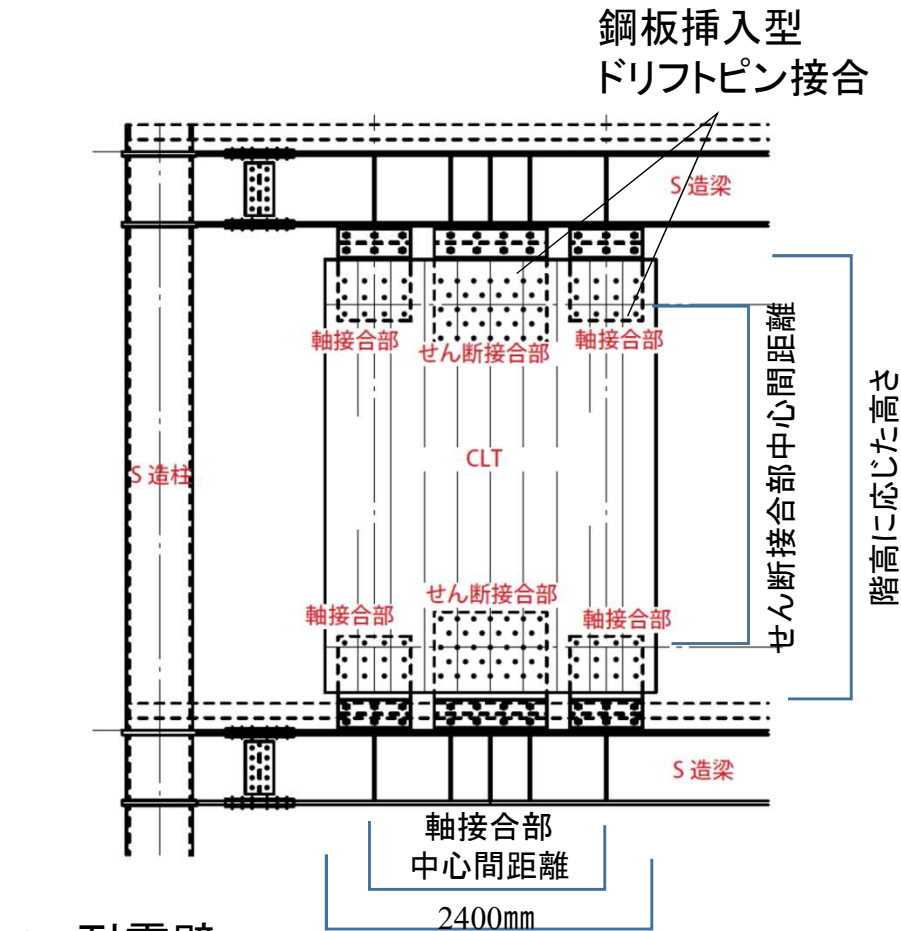 鋼板挿入型
ドリフトピン接合
S 造梁
軸接合部
せん断接合部
軸接合部
CLT
S 造柱
せん断接合部中心間距離
階高に応じた高さ
軸接合部
せん断接合部
軸接合部
S 造梁
軸接合部
中心間距離
2400㎜